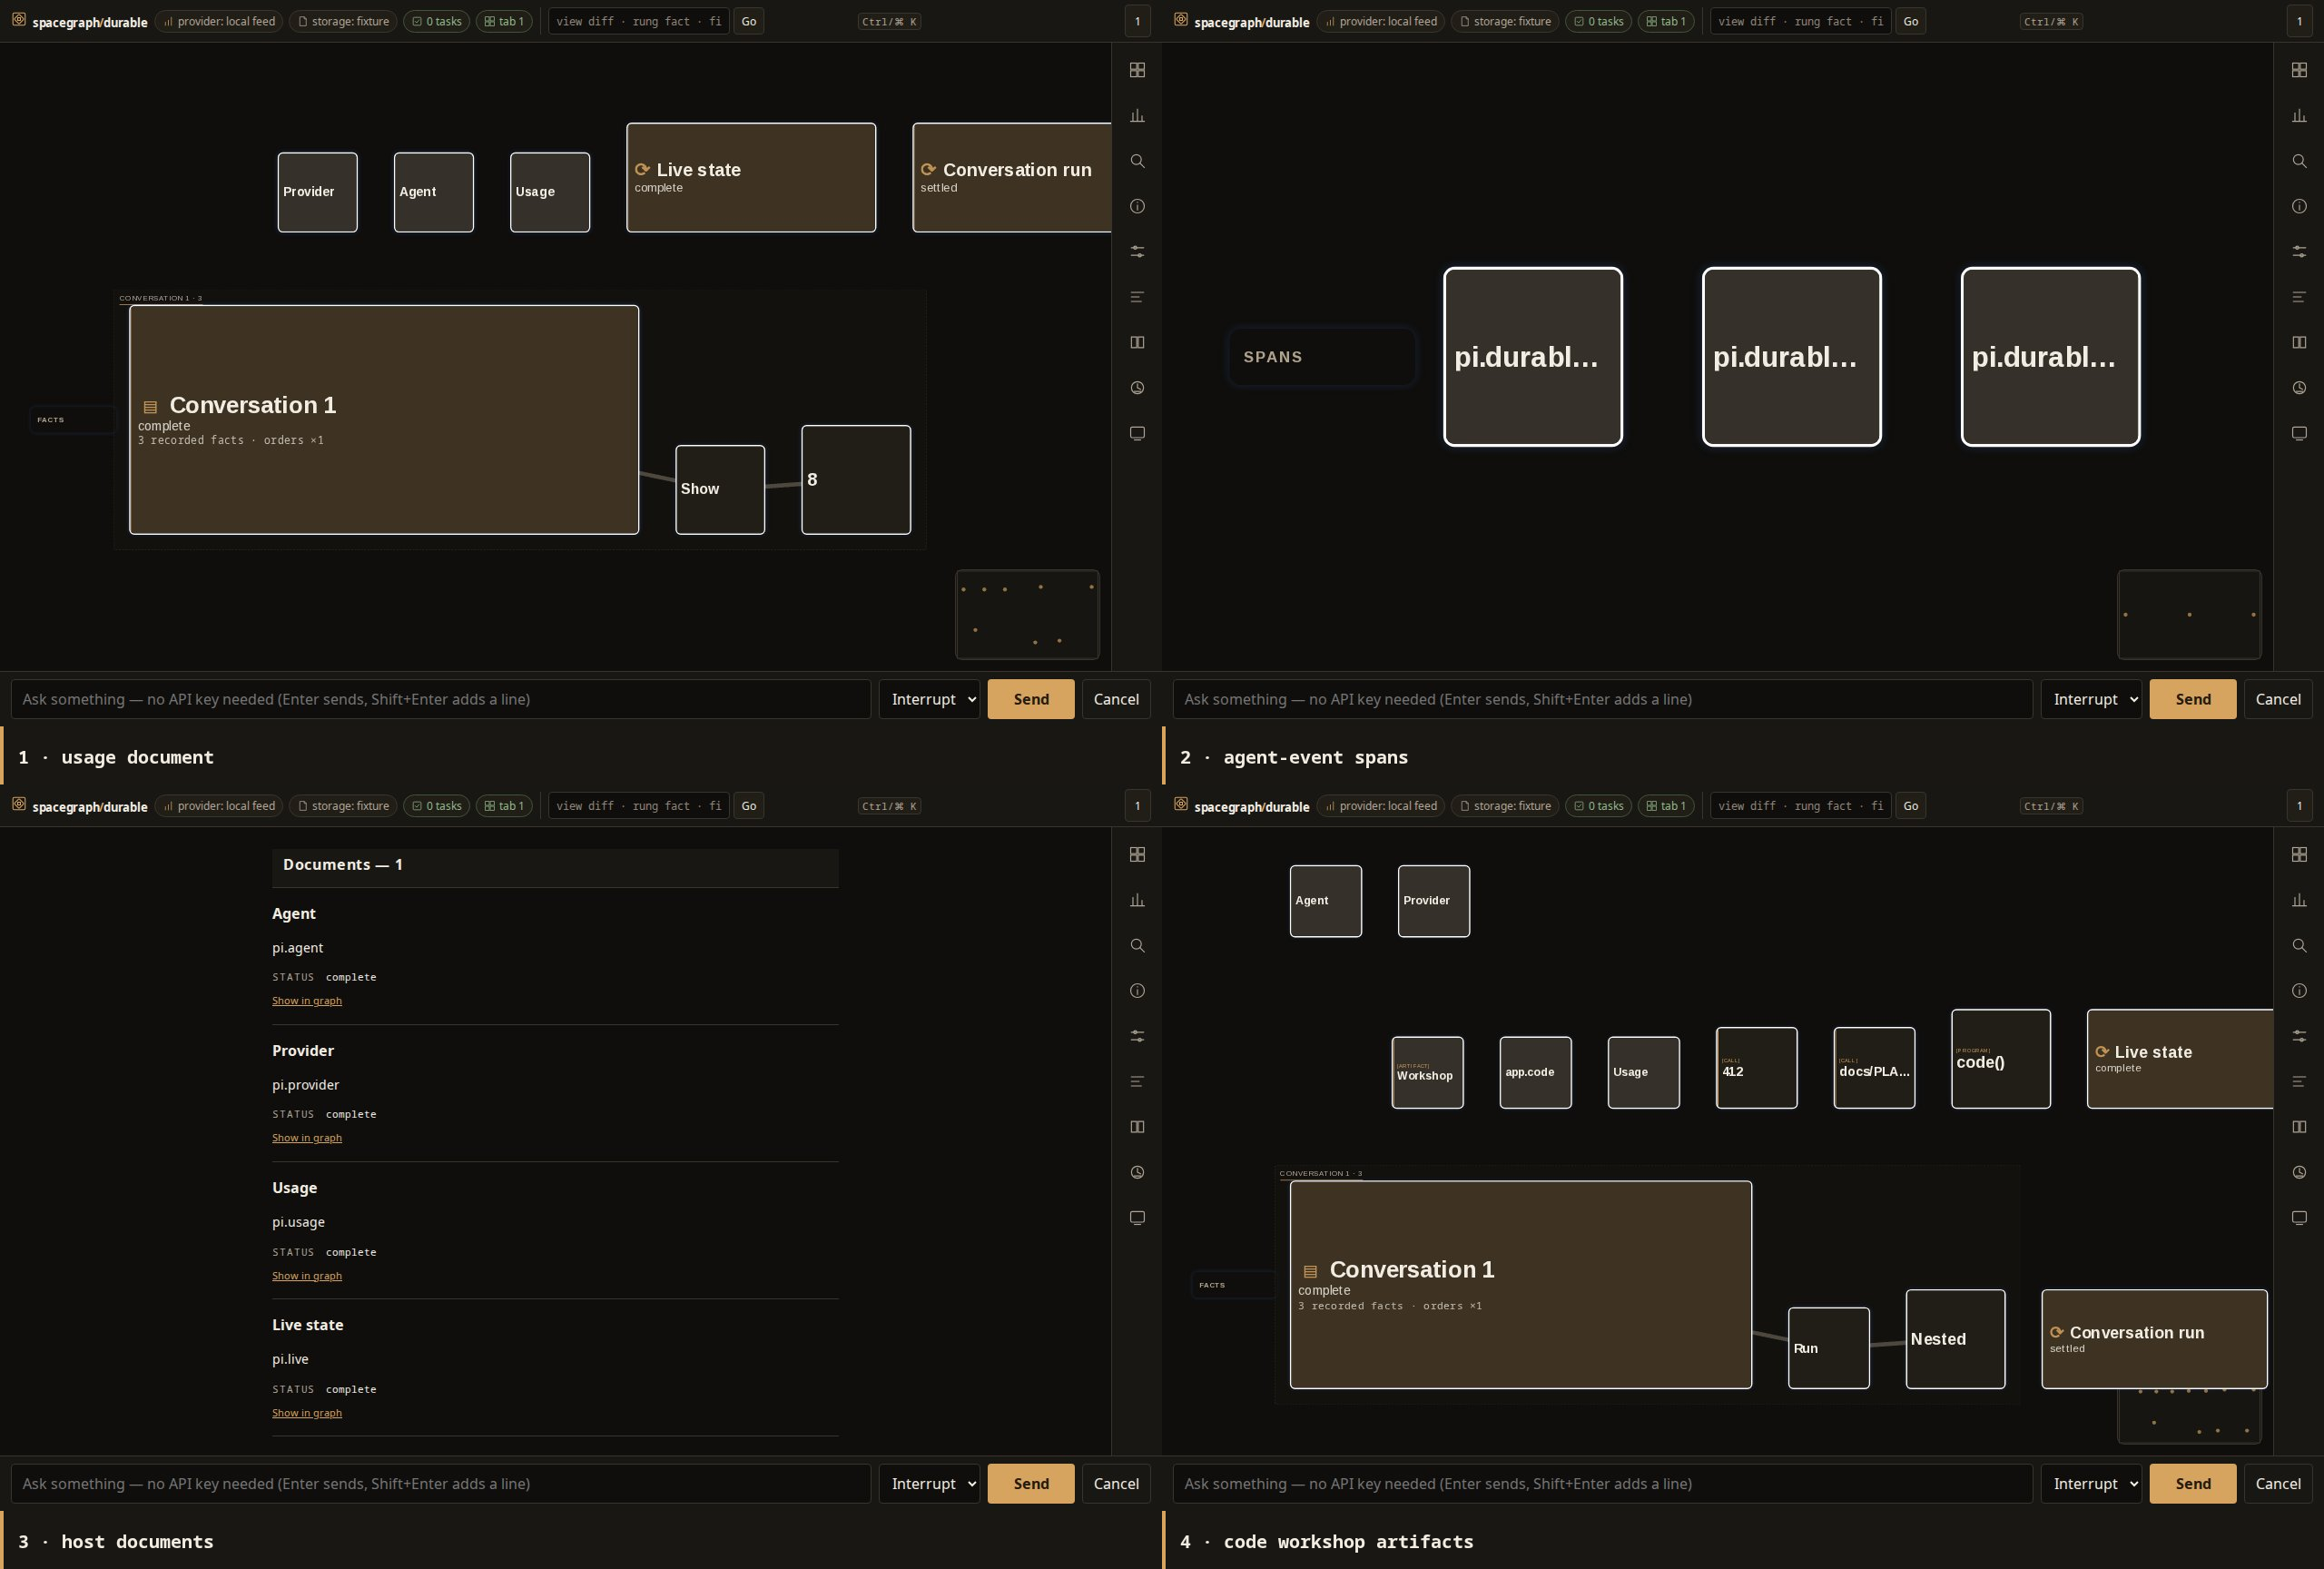 spacegraph/durable provider: local feed storage: fixture 0 tasks tab 1 view diff · rung fact · fi Go Ctrl/⌘ K 1
Provider
Agent
Usage
⟳ Live state
complete
⟳ Conversation run
settled
CONVERSATION 1 · 3
FACTS
Conversation 1
complete
3 recorded facts · orders ×1
Show
8
Ask something — no API key needed (Enter sens, Shift+Enter adds a line) Interrupt Send Cancel
1 · usage document
spacegraph/durable provider: local feed storage: fixture 0 tasks tab 1 view diff · rung fact · fi Go Ctrl/⌘ K 1
SPANS
pi.durabl...
pi.durabl...
pi.durabl...
Ask something — no API key needed (Enter sends, Shift+Enter adds a line) Interrupt Send Cancel
2 · agent-event spans
spacegraph/durable provider: local feed storage: fixture 0 tasks tab 1 view diff · rung fact · fi Go Ctrl/⌘ K 1
Documents — 1
Agent
pi.agent
STATUS complete
Show in graph
Provider
pi.provider
STATUS complete
Show in graph
Usage
pi.usage
STATUS complete
Show in graph
Live state
pi.live
STATUS complete
Show in graph
Ask something — no API key needed (Enter sends, Shift+Enter adds a line) Interrupt Send Cancel
3 · host documents
spacegraph/durable provider: local feed storage: fixture 0 tasks tab 1 view diff · rung fact · fi Go Ctrl/⌘ K 1
Agent
Provider
[ARTIFACT]
Workshop
app.code
Usage
[CALL]
412
[CALL]
docs/PLA...
[PROGRAM]
code()
⟳ Live state
complete
CONVERSATION 1 · 3
FACTS
Conversation 1
complete
3 recorded facts · orders ×1
Run
Nested
⟳ Conversation run
settled
Ask something — no API key needed (Enter sends, Shift+Enter adds a line) Interrupt Send Cancel
4 · code workshop artifacts